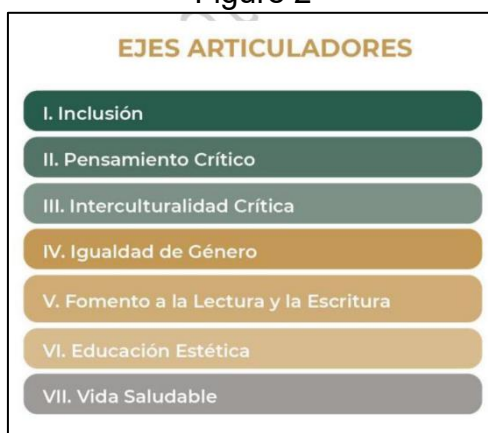 Figure 2
EJES ARTICULADORES
I. Inclusión
II. Pensamiento Crítico
III. Interculturalidad Crítica
IV. Igualdad de Género
V. Fomento a la Lectura y la Escritura
VI. Educación Estética
VII. Vida Saludable